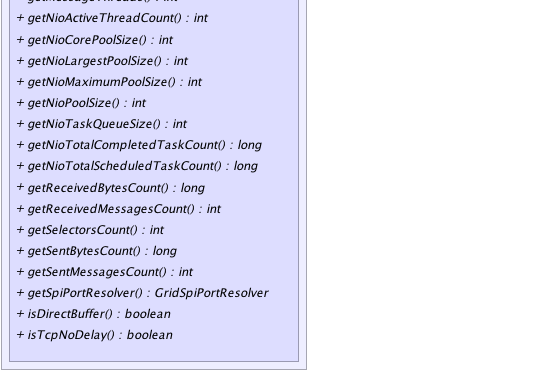 + getNioActiveThreadCount() : int
+ getNioCorePoolSize() : int
+ getNioLargestPoolSize() : int
+ getNioMaximumPoolSize() : int
+ getNioPoolSize() : int
+ getNioTaskQueueSize() : int
+ getNioTotalCompletedTaskCount() : long
+ getNioTotalScheduledTaskCount() : long
+ getReceivedBytesCount() : long
+ getReceivedMessagesCount() : int
+ getSelectorsCount() : int
+ getSentBytesCount() : long
+ getSentMessagesCount() : int
+ getSpiPortResolver() : GridSpiPortResolver
+ isDirectBuffer() : boolean
+ isTcpNoDelay() : boolean